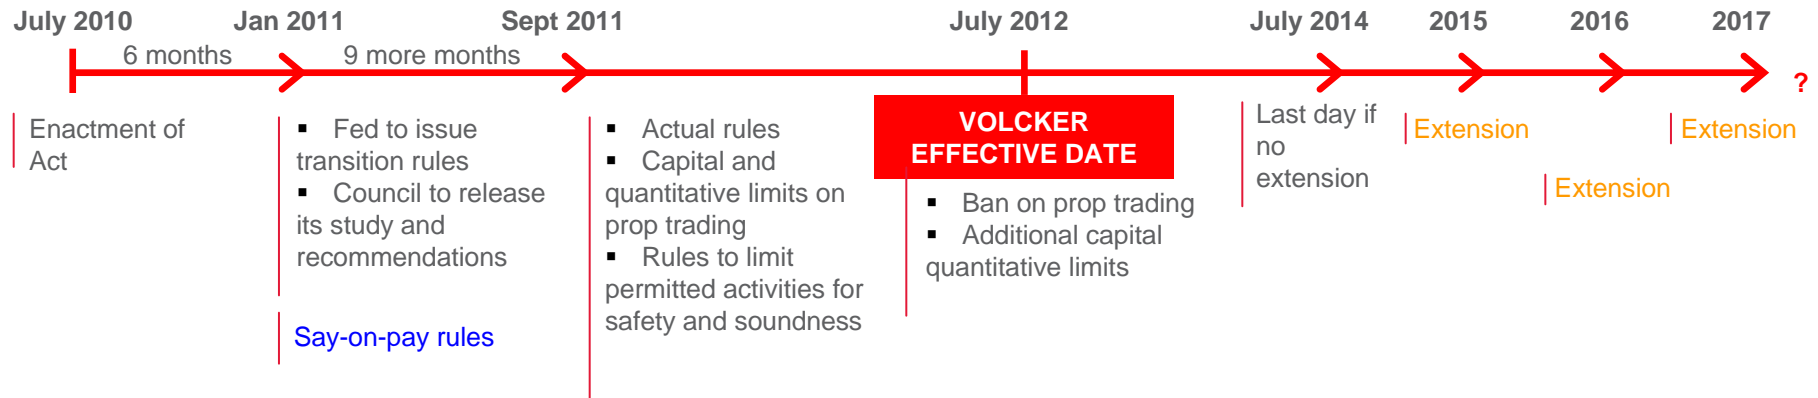 July 2010
Jan 2011
Sept 2011
July 2012
July 2014
2015
2016
2017
6 months
9 more months
?
Enactment of
Act
▪ Fed to issue
transition rules
▪ Council to release
its study and
recommendations
Say-on-pay rules
▪ Actual rules
▪ Capital and
quantitative limits on
prop trading
▪ Rules to limit
permitted activities for
safety and soundness
VOLCKER
EFFECTIVE DATE
▪ Ban on prop trading
▪ Additional capital
quantitative limits
Last day if
no
extension
Extension
Extension
Extension